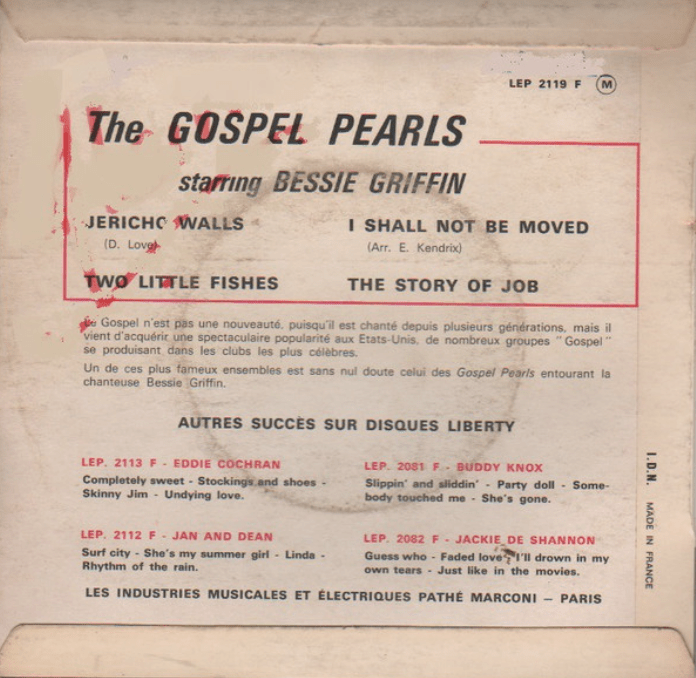 LEP 2119 F M
The GOSPEL PEARLS
starring BESSIE GRIFFIN
JERICHO WALLS
(D. Love)
I SHALL NOT BE MOVED
(Arr. E. Kendrix)
TWO LITTLE FISHES
THE STORY OF JOB
Le Gospel n'est pas une nouveauté, puisqu'il est chanté depuis plusieurs générations, mais il
vient d'acquérir une spectaculaire popularité aux Etats-Unis, de nombreux groupes "Gospel"
se produisant dans les clubs les plus célèbres.
Un de ces plus fameux ensembles est sans nul doute celui des Gospel Pearls entourant la
chanteuse Bessie Griffin.
AUTRES SUCCÈS SUR DISQUES LIBERTY
LEP. 2113 F - EDDIE COCHRAN
Completely sweet - Stockings and shoes -
Skinny Jim - Undying love.
LEP. 2081 F - BUDDY KNOX
Slippin' and sliddin' - Party doll - Some-
body touched me - She's gone.
LEP. 2112 F - JAN AND DEAN
Surf city - She's my summer girl - Linda -
Rhythm of the rain.
LEP. 2082 F - JACKIE DE SHANNON
Guess who - Faded love - I'll drown in my
own tears - Just like in the movies.
LES INDUSTRIES MUSICALES ET ÉLECTRIQUES PATHÉ MARCONI – PARIS
I.D.N. MADE IN FRANCE